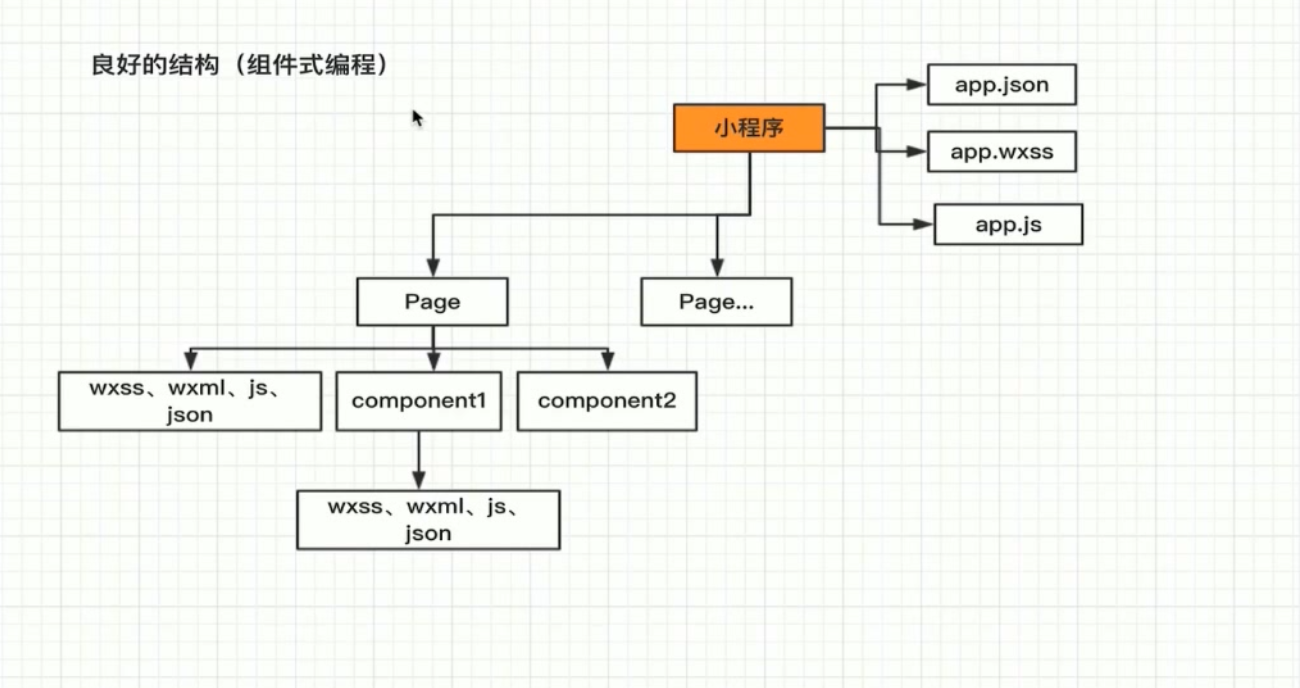 良好的结构（组件式编程）
app.json
小程序
app.wxss
app.js
Page
Page...
wxss、wxml、js、
json
component1
component2
wxss、wxml、js、
json